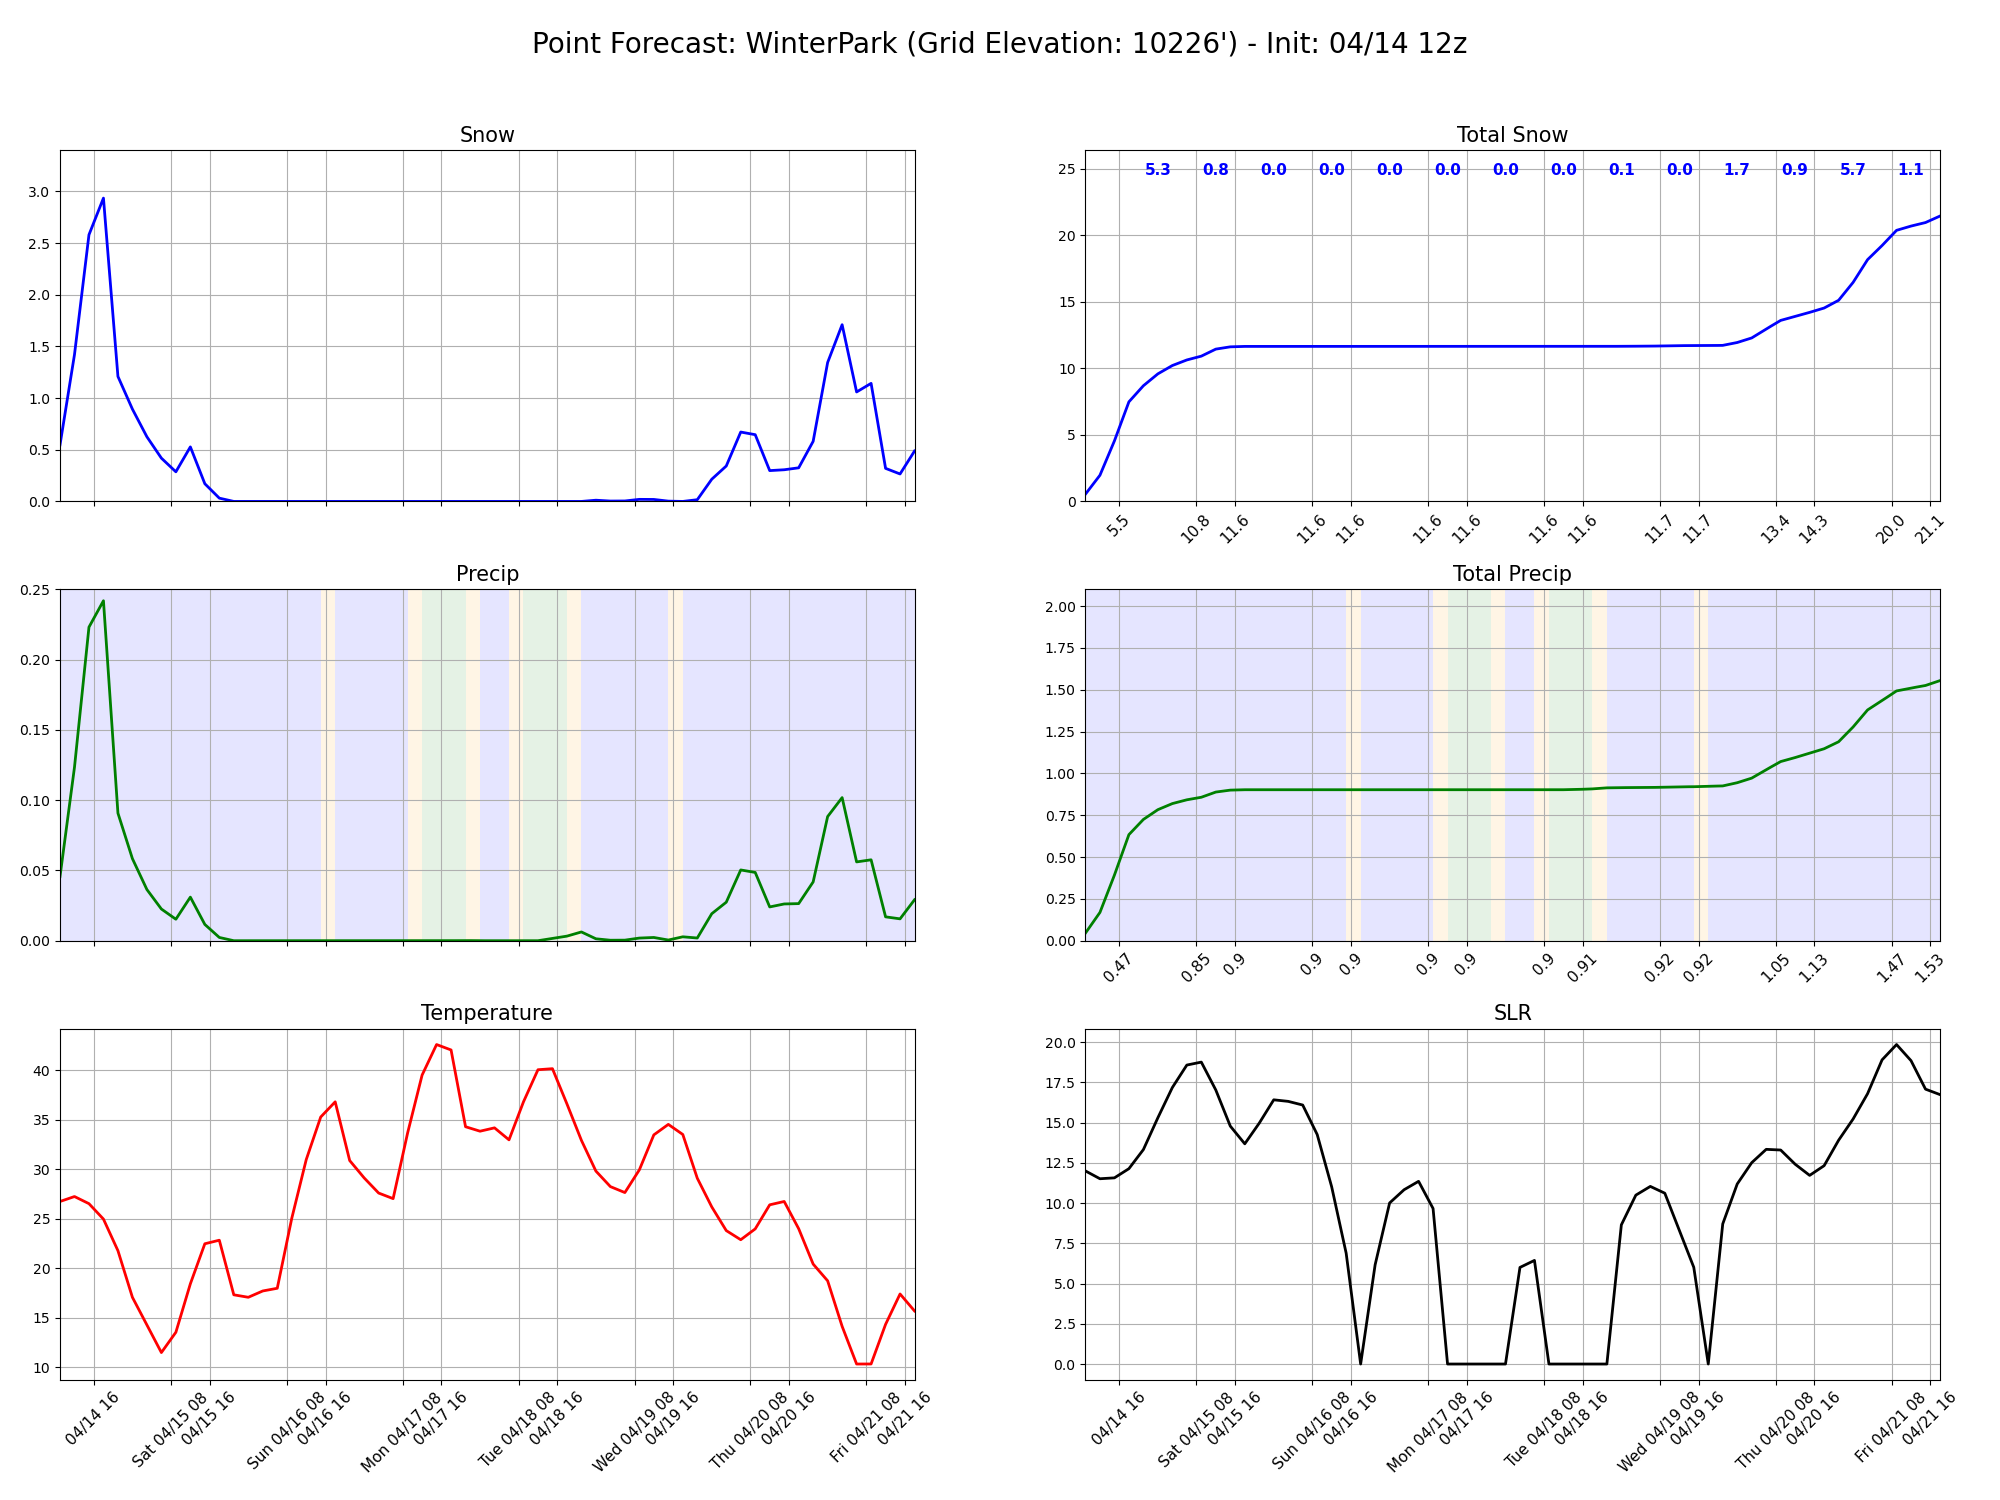 Point Forecast: WinterPark (Grid Elevation: 10226') - Init: 04/14 12z
Snow
3.0
2.5
2.0
1.5
1.0
0.5
0.0
Total Snow
5.3 0.8 0.0 0.0 0.0 0.0 0.0 0.0 0.1 0.0 1.7 0.9 5.7 1.1
25
20
15
10
5
0
5.5 10.8 11.6 11.6 11.6 11.6 11.6 11.6 11.6 11.7 11.7 13.4 14.3 20.0 21.1
Precip
0.25
0.20
0.15
0.10
0.05
0.00
Total Precip
2.00
1.75
1.50
1.25
1.00
0.75
0.50
0.25
0.00
0.47 0.85 0.9 0.9 0.9 0.9 0.9 0.9 0.91 0.92 0.92 1.05 1.13 1.47 1.53
Temperature
40
35
30
25
20
15
10
04/14 16
Sat 04/15 08
04/15 16
Sun 04/16 08
04/16 16
Mon 04/17 08
04/17 16
Tue 04/18 08
04/18 16
Wed 04/19 08
04/19 16
Thu 04/20 08
04/20 16
Fri 04/21 08
04/21 16
SLR
20.0
17.5
15.0
12.5
10.0
7.5
5.0
2.5
0.0
04/14 16
Sat 04/15 08
04/15 16
Sun 04/16 08
04/16 16
Mon 04/17 08
04/17 16
Tue 04/18 08
04/18 16
Wed 04/19 08
04/19 16
Thu 04/20 08
04/20 16
Fri 04/21 08
04/21 16